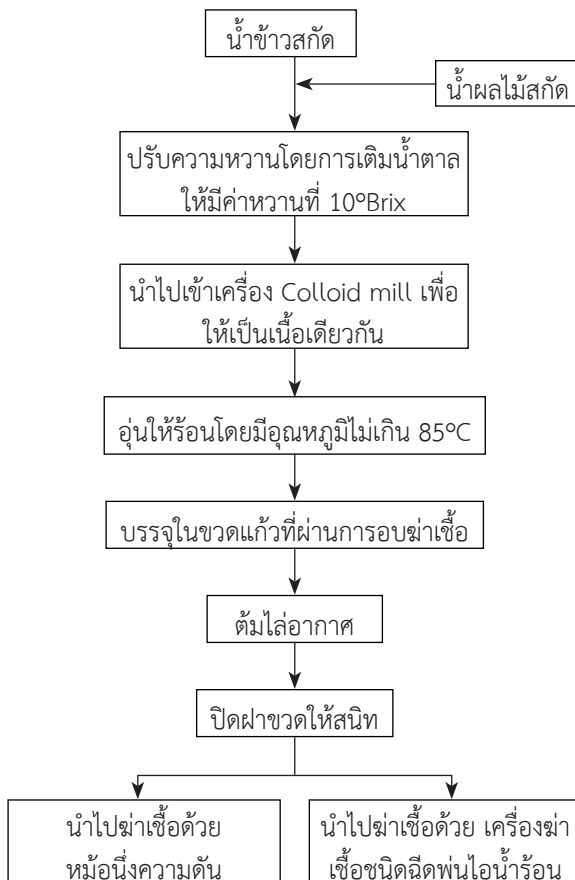 น้ำข้าวสกัด
น้ำผลไม้สกัด
ปรับความหวานโดยการเติมน้ำตาล
ให้มีค่าหวานที่ 10ºBrix
นำไปเข้าเครื่อง Colloid mill เพื่อ
ให้เป็นเนื้อเดียวกัน
อุ่นให้ร้อนโดยมีอุณหภูมิไม่เกิน 85ºC
บรรจุในขวดแก้วที่ผ่านการอบฆ่าเชื้อ
ต้มไล่อากาศ
ปิดฝาขวดให้สนิท
นำไปฆ่าเชื้อด้วย
หม้อนึ่งความดัน
นำไปฆ่าเชื้อด้วย เครื่องฆ่า
เชื้อชนิดฉีดพ่นไอน้ำร้อน